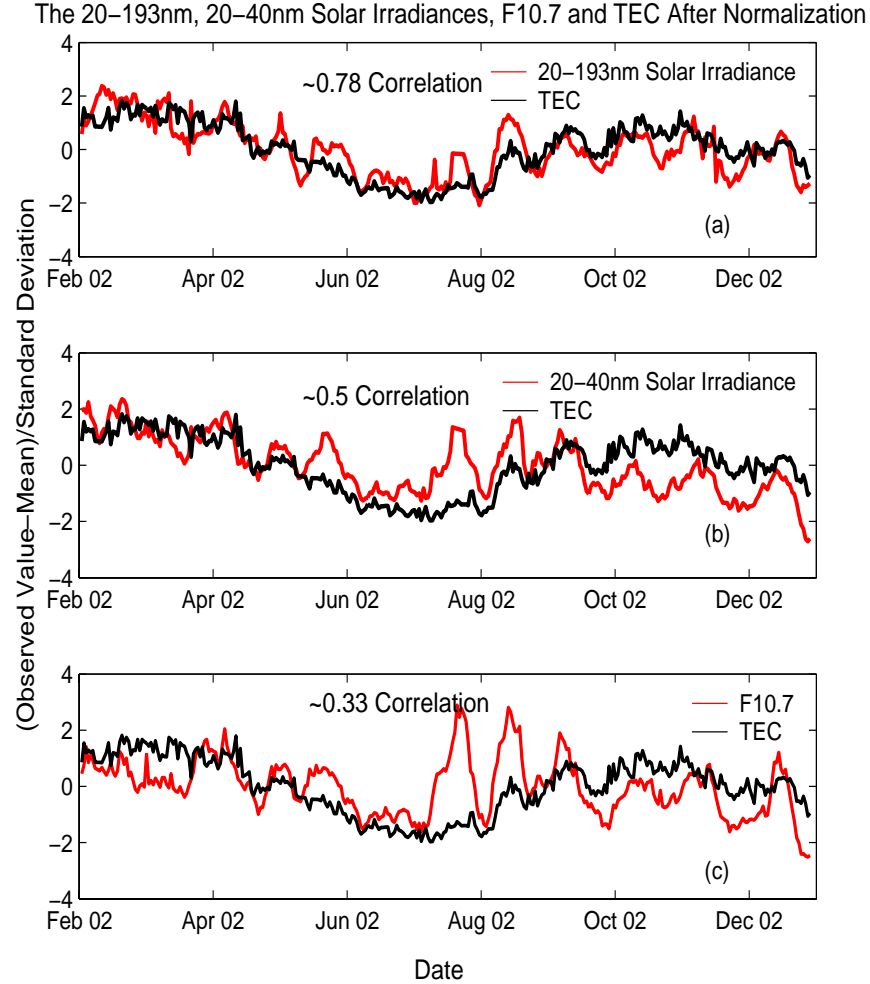 The 20–193nm, 20–40nm Solar Irradiances, F10.7 and TEC After Normalization
(Observed Value–Mean)/Standard Deviation
4
2
0
−2
−4
~0.78 Correlation
20–193nm Solar Irradiance
TEC
(a)
Feb 02 Apr 02 Jun 02 Aug 02 Oct 02 Dec 02
4
2
0
−2
−4
~0.5 Correlation
20–40nm Solar Irradiance
TEC
(b)
Feb 02 Apr 02 Jun 02 Aug 02 Oct 02 Dec 02
4
2
0
−2
−4
~0.33 Correlation
F10.7
TEC
(c)
Feb 02 Apr 02 Jun 02 Aug 02 Oct 02 Dec 02
Date